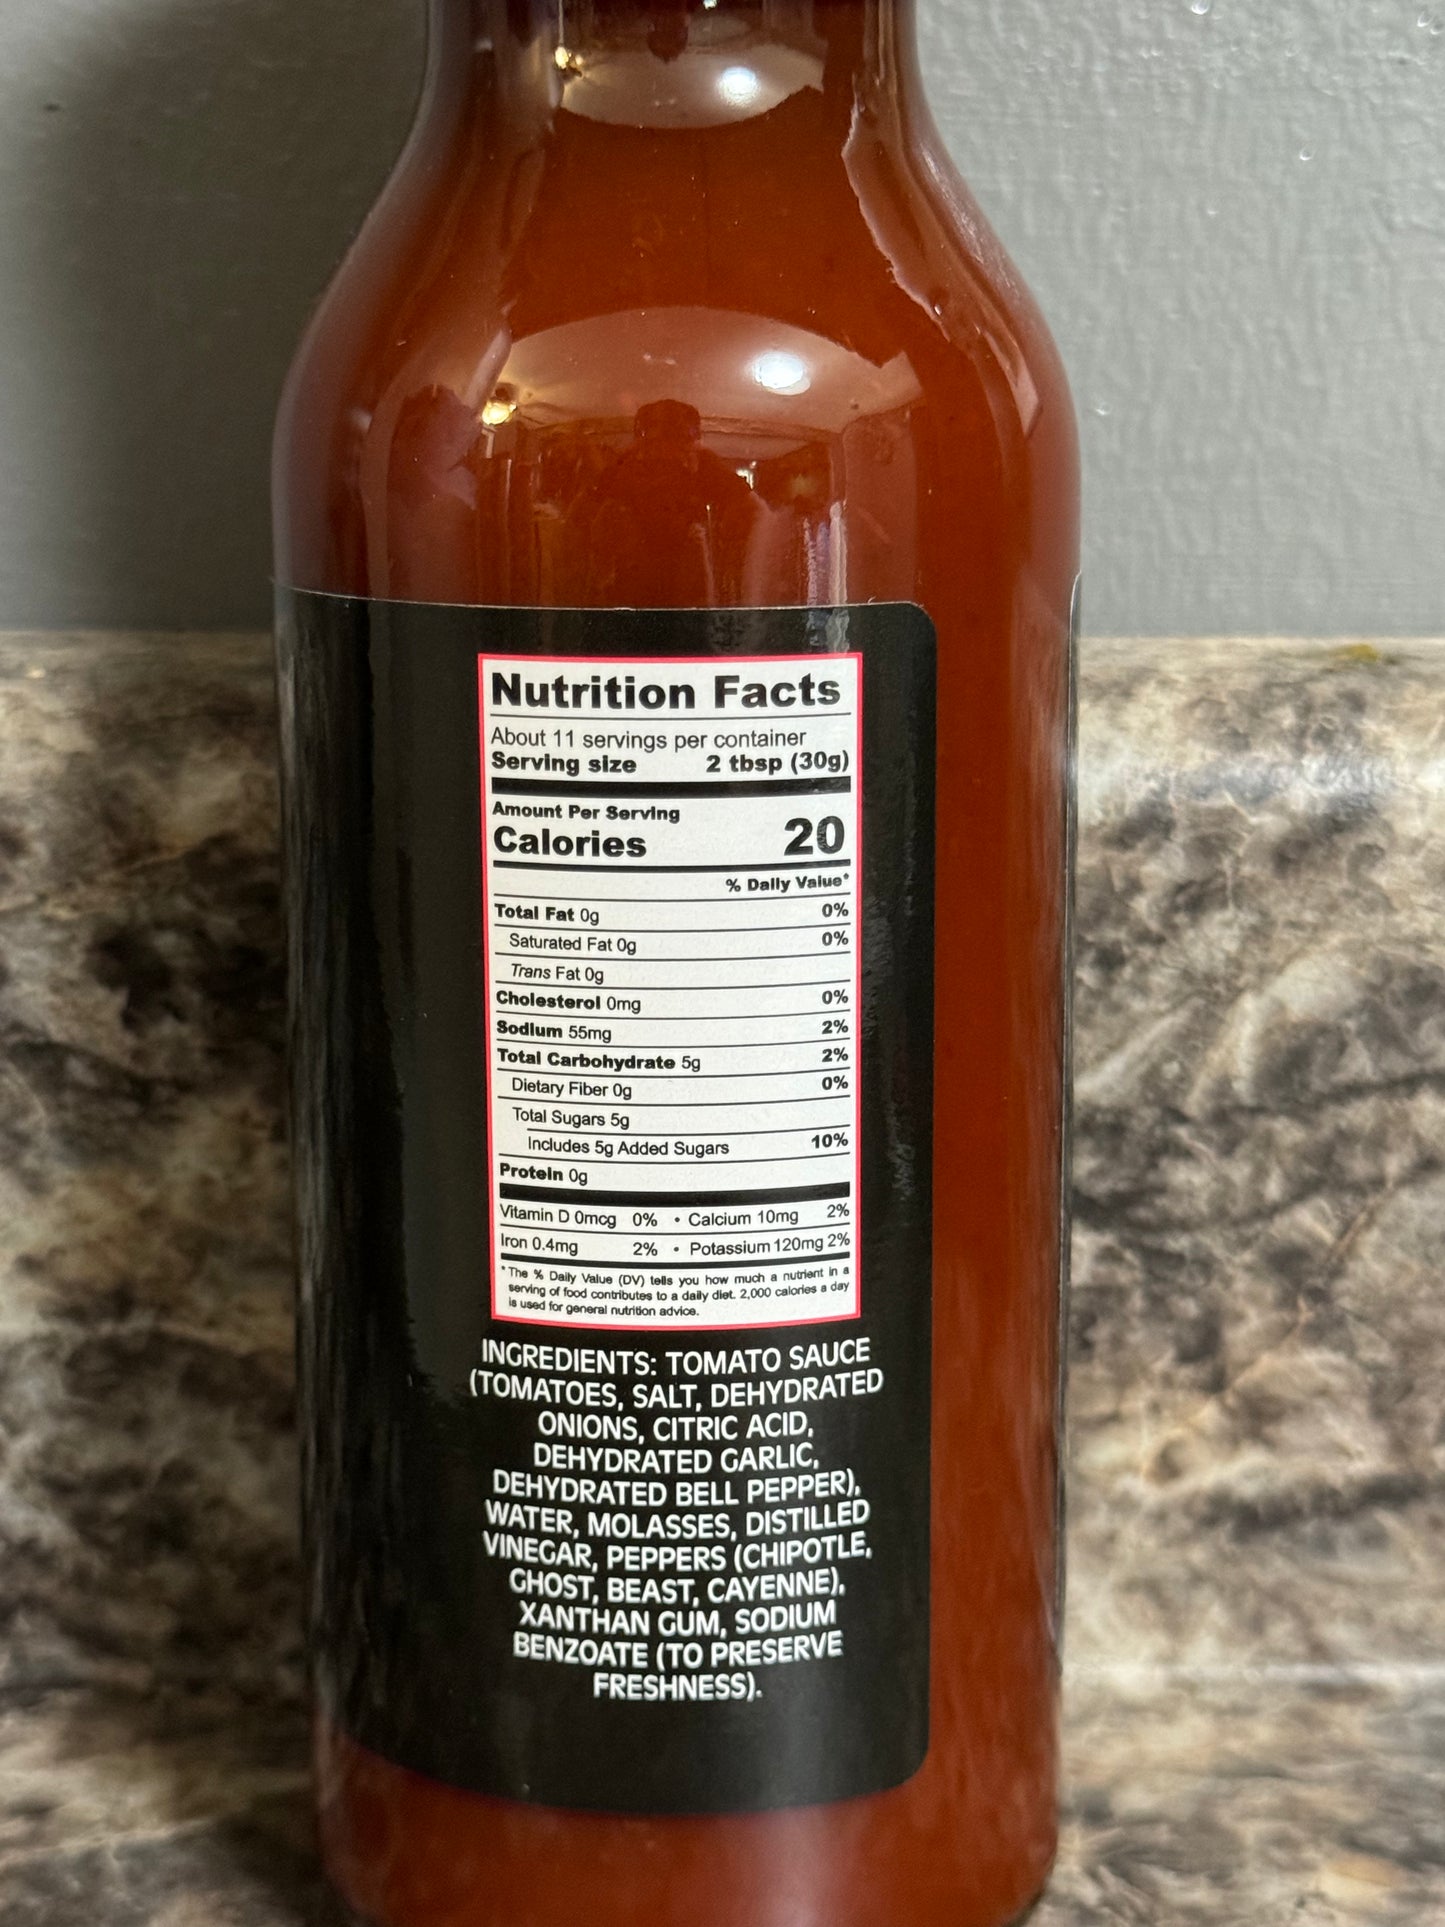 Nutrition Facts
About 11 servings per container
Serving size 2 tbsp (30g)
Amount Per Serving
Calories 20
% Daily Value*
Total Fat 0g 0%
Saturated Fat 0g 0%
Trans Fat 0g
Cholesterol 0mg 0%
Sodium 55mg 2%
Total Carbohydrate 5g 2%
Dietary Fiber 0g 0%
Total Sugars 5g
Includes 5g Added Sugars 10%
Protein 0g
Vitamin D 0mcg 0% • Calcium 10mg 2%
Iron 0.4mg 2% • Potassium 120mg 2%
*The % Daily Value (DV) tells you how much a nutrient in a
serving of food contributes to a daily diet. 2,000 calories a day
is used for general nutrition advice.
INGREDIENTS: TOMATO SAUCE
(TOMATOES, SALT, DEHYDRATED
ONIONS, CITRIC ACID,
DEHYDRATED GARLIC,
DEHYDRATED BELL PEPPER),
WATER, MOLASSES, DISTILLED
VINEGAR, PEPPERS (CHIPOTLE,
GHOST, BEAST, CAYENNE),
XANTHAN GUM, SODIUM
BENZOATE (TO PRESERVE
FRESHNESS).